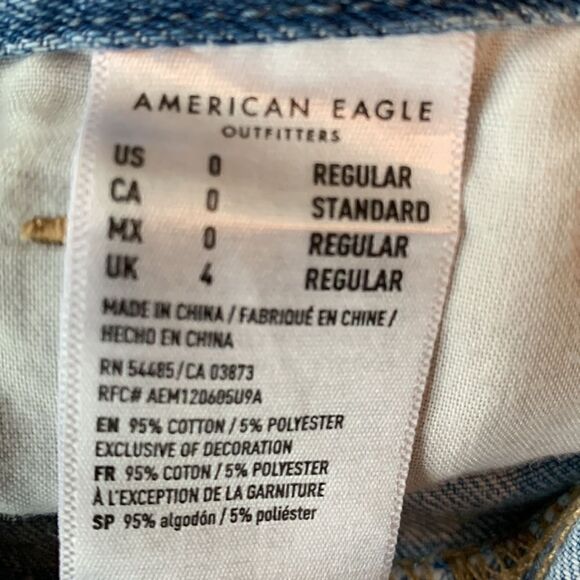 AMERICAN EAGLE
OUTFITTERS
US 0 REGULAR
CA 0 STANDARD
MX 0 REGULAR
UK 4 REGULAR
MADE IN CHINA / FABRIQUÉ EN CHINE /
HECHO EN CHINA
RN 54485/CA 03873
RFC# AEM120605U9A
EN 95% COTTON / 5% POLYESTER
EXCLUSIVE OF DECORATION
FR 95% COTON / 5% POLYESTER
À L'EXCEPTION DE LA GARNITURE
SP 95% algodón / 5% poliéster